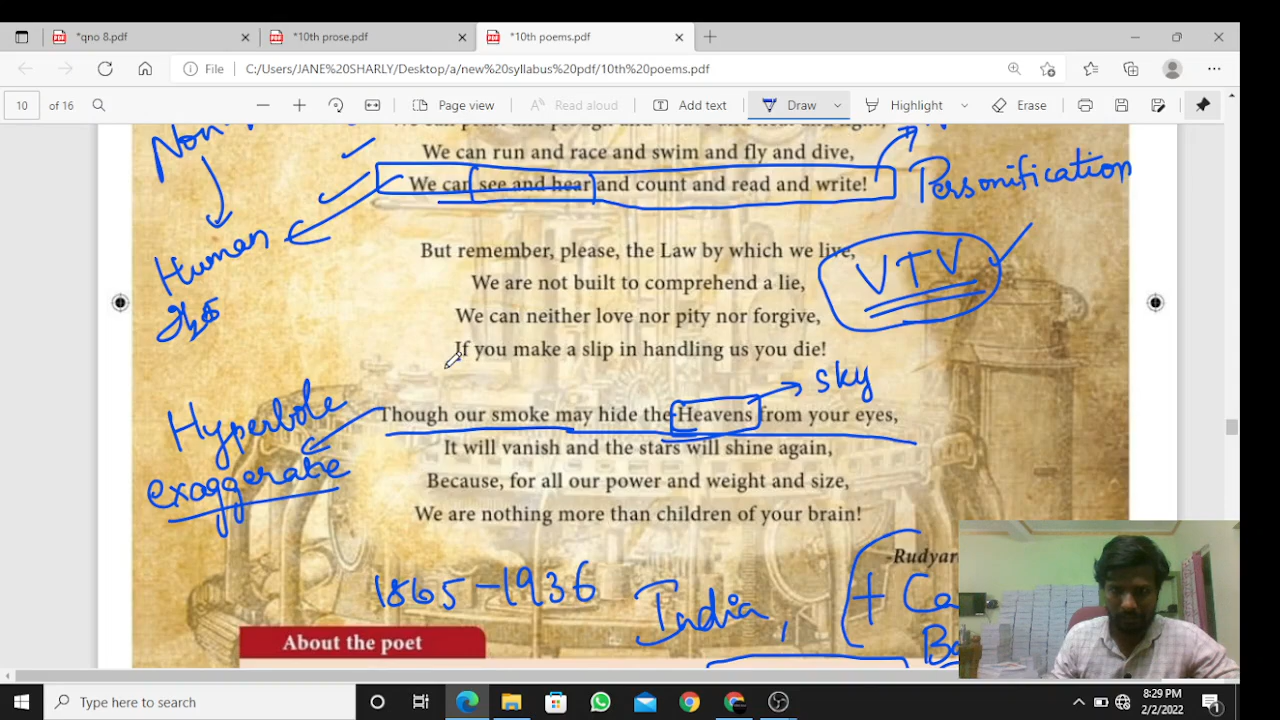 *qno 8.pdf
*10th prose.pdf
*10th poems.pdf
File C:/Users/JANE%20SHARLY/Desktop/a/new%20syllabus%20pdf/10th%20poems.pdf
10 of 16
Page view
Read aloud
Add text
Draw
Highlight
Erase
We can run and race and swim and fly and dive,
We can see and hear and count and read and write!
Personification
Human
But remember, please, the Law by which we live,
We are not built to comprehend a lie,
VTV
We can neither love nor pity nor forgive,
If you make a slip in handling us you die!
sky
Hyperbole
Though our smoke may hide the Heavens from your eyes,
It will vanish and the stars will shine again,
Because, for all our power and weight and size,
We are nothing more than children of your brain!
-Rudyar
1865-1936
India,
About the poet
Type here to search
8:29 PM
2/2/2022
1